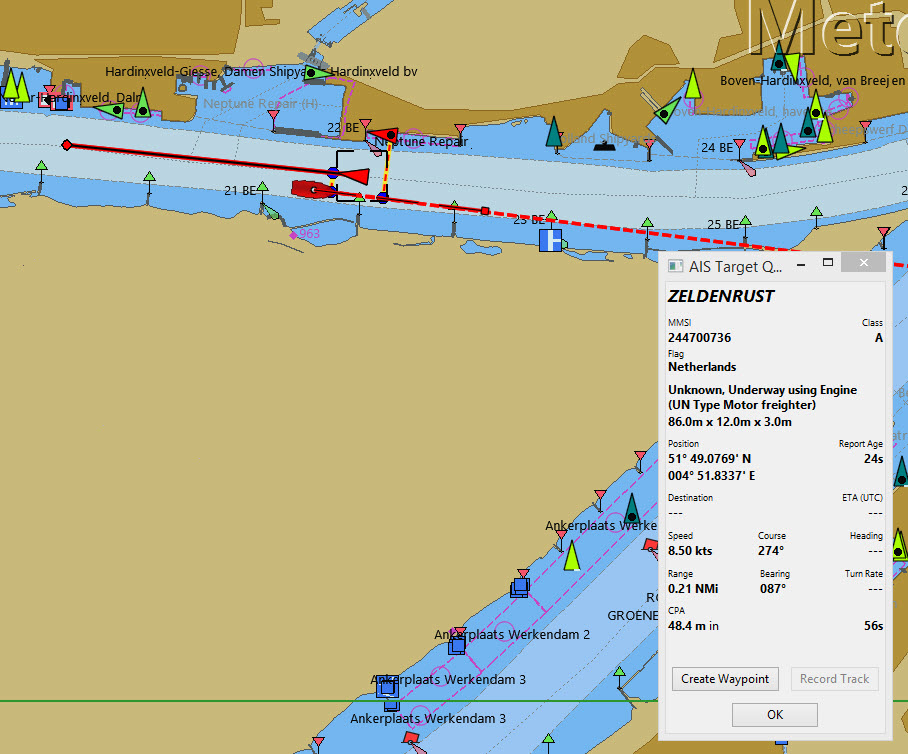 Mete
Hardinxveld-Giesse, Damen Shipya
Hardinxveld bv
r-Hardinxveld, Dalm
Neptune Repair (H)
22 BE
Neptune Repair
Boven-Hardinxveld, van Breejen
24 BE
21 BE
963
23 BE
25 BE
2
AIS Target Q...
ZELDENRUST
MMSI
Class
244700736
A
Flag
Netherlands
Unknown, Underway using Engine
(UN Type Motor freighter)
86.0m x 12.0m x 3.0m
Position
Report Age
51° 49.0769' N
24s
004° 51.8337' E
Destination
ETA (UTC)
---
---
Speed
Course
Heading
8.50 kts
274°
---
Range
Bearing
Turn Rate
0.21 NMi
087°
---
CPA
48.4 m in
56s
Create Waypoint
Record Track
OK
Ankerplaats Werke
RO
GROENE
Ankerplaats Werkendam 2
Ankerplaats Werkendam 3
Ankerplaats Werkendam 3